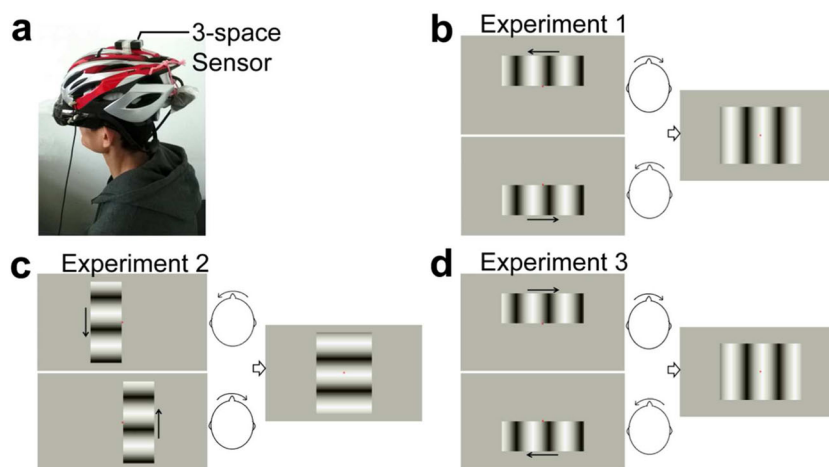 a
3-space
Sensor
b Experiment 1
c Experiment 2
d Experiment 3